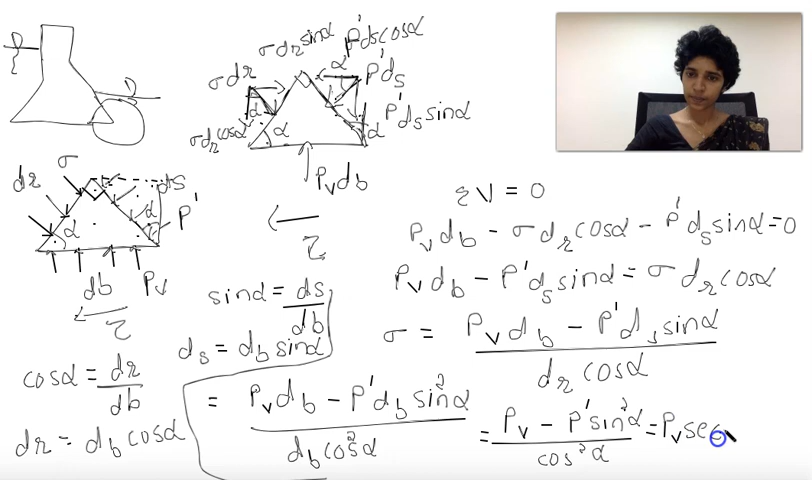 P
D
σdr sinα
P'ds cosα
σdr
α
P'ds
α
σdr cosα
α
α
P'ds sinα
Pv db
τ
dr
σ
ds
α
α
P'
db
Pv
τ
sinα = ds/db
ds = db sinα
cosα = dr/db
dr = db cosα
ΣV = 0
Pv db - σ dr cosα - P'ds sinα = 0
Pv db - P'ds sinα = σ dr cosα
σ = (Pv db - P'ds sinα)/(dr cosα)
= (Pv db - P'db sin²α)/(db cos²α)
= (Pv - P'sin²α)/(cos²α) = Pv sec